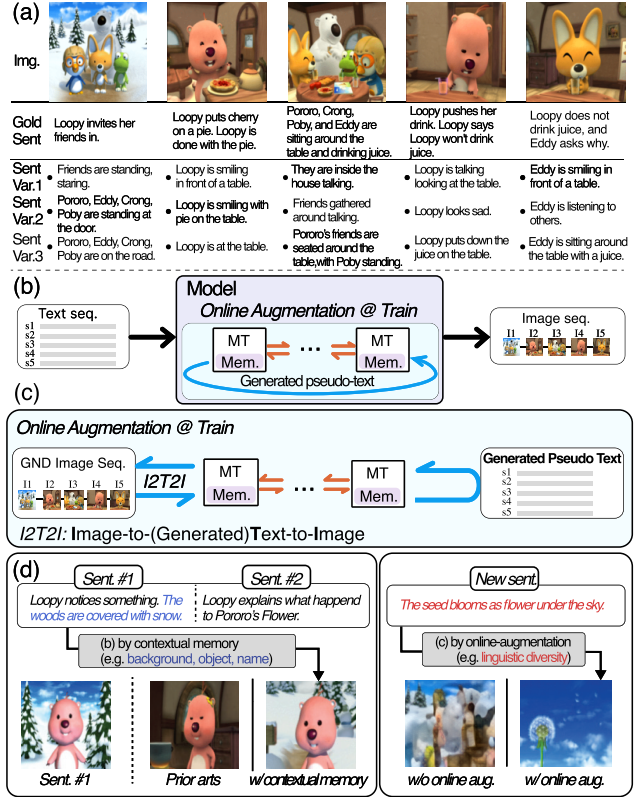 (a)
Img.
Gold Sent
Loopy invites her friends in.
Loopy puts cherry on a pie. Loopy is done with the pie.
Pororo, Crong, Poby, and Eddy are sitting around the table and drinking juice.
Loopy pushes her drink. Loopy says Loopy won't drink juice.
Loopy does not drink juice, and Eddy asks why.
Sent Var.1
• Friends are standing, staring.
• Loopy is smiling in front of a table.
• They are inside the house talking.
• Loopy is talking looking at the table.
• Eddy is smiling in front of a table.
Sent Var.2
• Pororo, Eddy, Crong, Poby are standing at the door.
• Loopy is smiling with pie on the table.
• Friends gathered around talking.
• Loopy looks sad.
• Eddy is listening to others.
Sent Var.3
• Pororo, Eddy, Crong, Poby are on the road.
• Loopy is at the table.
• Pororo's friends are seated around the table,with Poby standing.
• Loopy puts down the juice on the table.
• Eddy is sitting around the table with a juice.
(b)
Text seq.
s1
s2
s3
s4
s5
Model
Online Augmentation @ Train
MT
Mem.
...
MT
Mem.
Generated pseudo-text
Image seq.
I1 I2 I3 I4 I5
(c)
Online Augmentation @ Train
GND Image Seq.
I1 I2 I3 I4 I5
I2T2I
MT
Mem.
...
MT
Mem.
Generated Pseudo Text
s1
s2
s3
s4
s5
I2T2I: Image-to-(Generated)Text-to-Image
(d)
Sent. #1
Loopy notices something. The
woods are covered with snow.
Sent. #2
Loopy explains what happend
to Pororo's Flower.
(b) by contextual memory
(e.g. background, object, name)
Sent. #1
Prior arts
w/ contextual memory
New sent.
The seed blooms as flower under the sky.
(c) by online-augmentation
(e.g. linguistic diversity)
w/o online aug.
w/ online aug.